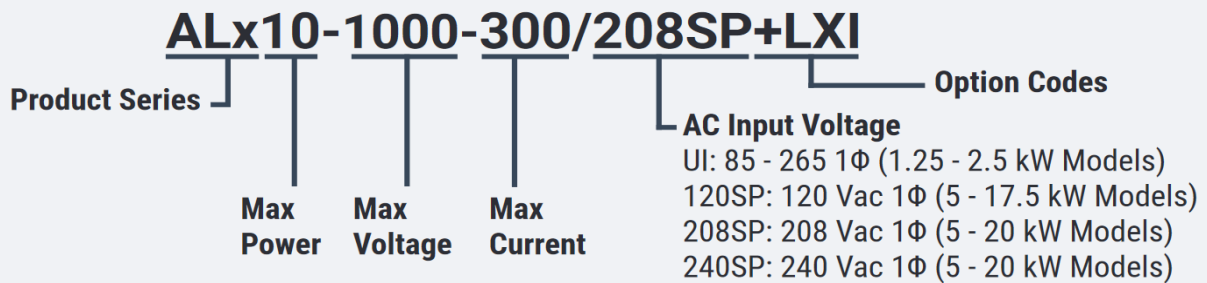 ALx10-1000-300/208SP+LXI
Product Series
Option Codes
AC Input Voltage
UI: 85 - 265 1Φ (1.25 - 2.5 kW Models)
120SP: 120 Vac 1Φ (5 - 17.5 kW Models)
208SP: 208 Vac 1Φ (5 - 20 kW Models)
240SP: 240 Vac 1Φ (5 - 20 kW Models)
Max
Power
Max
Voltage
Max
Current